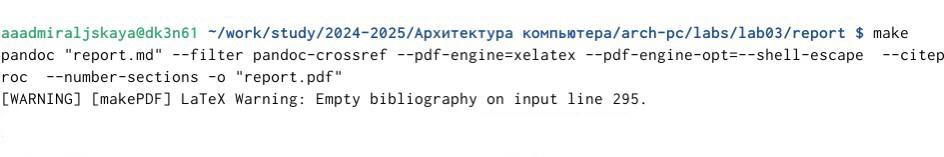 aaadmiraljskaya@dk3n61 ~/work/study/2024-2025/Архитектура компьютера/arch-pc/labs/lab03/report $ make
pandoc "report.md" --filter pandoc-crossref --pdf-engine=xelatex --pdf-engine-opt=--shell-escape  --citep
roc  --number-sections -o "report.pdf"
[WARNING] [makePDF] LaTeX Warning: Empty bibliography on input line 295.